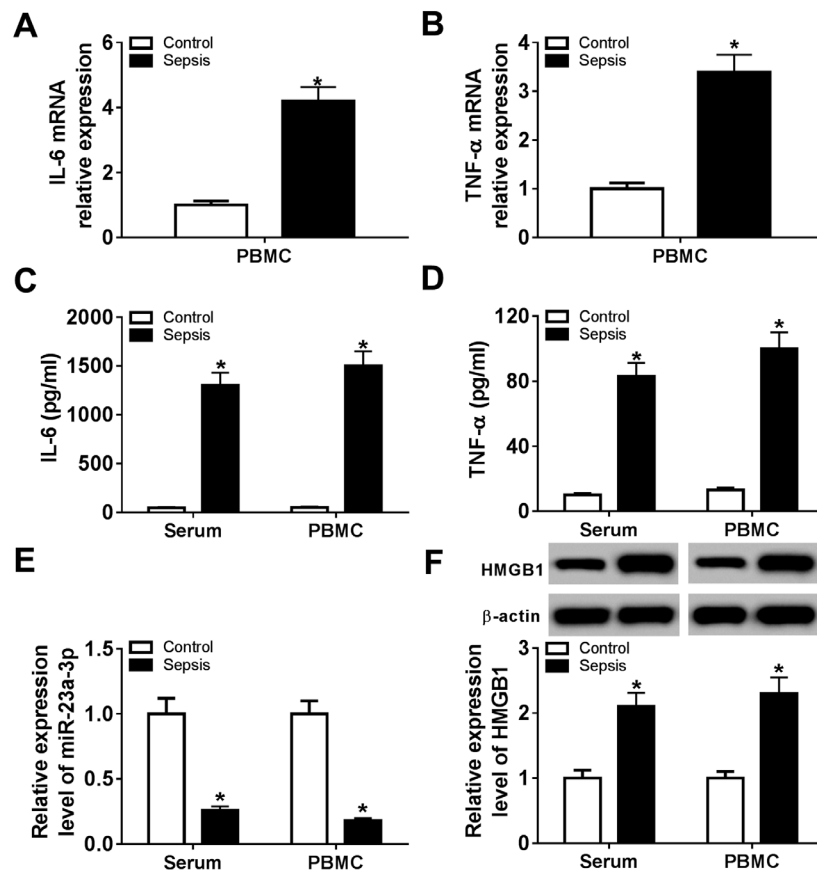 A
Control
Sepsis
IL-6 mRNA
relative expression
6
4
2
0
*
PBMC
B
Control
Sepsis
TNF-α mRNA
relative expression
4
3
2
1
0
*
PBMC
C
Control
Sepsis
IL-6 (pg/ml)
2000
1500
1000
500
0
*
*
Serum
PBMC
D
Control
Sepsis
TNF-α (pg/ml)
120
80
40
0
*
*
Serum
PBMC
E
Control
Sepsis
Relative expression
level of miR-23a-3p
1.5
1.0
0.5
0.0
*
*
Serum
PBMC
F
HMGB1
β-actin
Control
Sepsis
Relative expression
level of HMGB1
3
2
1
0
*
*
Serum
PBMC